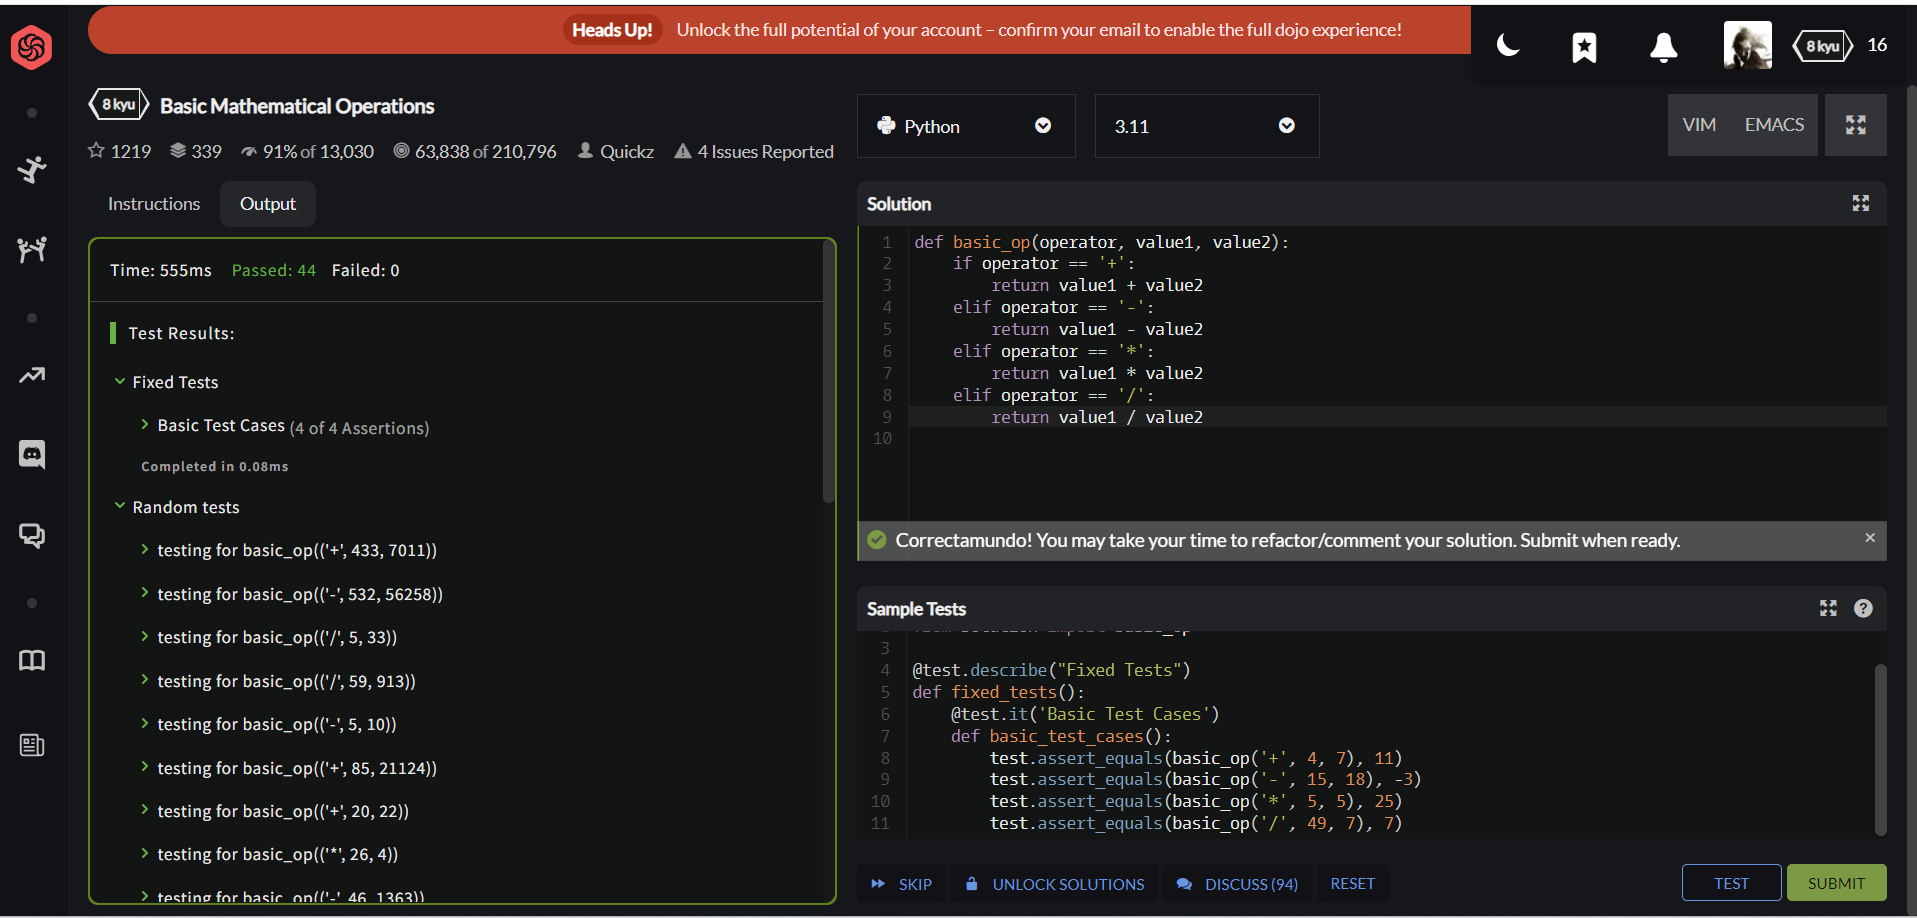 Heads Up! Unlock the full potential of your account – confirm your email to enable the full dojo experience!
8 kyu 16
8 kyu Basic Mathematical Operations
1219 339 91% of 13,030 63,838 of 210,796 Quickz 4 Issues Reported
Instructions Output
Time: 555ms Passed: 44 Failed: 0
Test Results:
Fixed Tests
Basic Test Cases (4 of 4 Assertions)
Completed in 0.08ms
Random tests
testing for basic_op(('+', 433, 7011))
testing for basic_op(('-', 532, 56258))
testing for basic_op(('/', 5, 33))
testing for basic_op(('/', 59, 913))
testing for basic_op(('-', 5, 10))
testing for basic_op(('+', 85, 21124))
testing for basic_op(('+', 20, 22))
testing for basic_op(('*', 26, 4))
testing for basic_op(('-', 46, 1363))
Python 3.11
VIM EMACS
Solution
1 def basic_op(operator, value1, value2):
2     if operator == '+':
3         return value1 + value2
4     elif operator == '-':
5         return value1 - value2
6     elif operator == '*':
7         return value1 * value2
8     elif operator == '/':
9         return value1 / value2
10
Correctamundo! You may take your time to refactor/comment your solution. Submit when ready. ×
Sample Tests ?
3
4 @test.describe("Fixed Tests")
5 def fixed_tests():
6     @test.it('Basic Test Cases')
7     def basic_test_cases():
8         test.assert_equals(basic_op('+', 4, 7), 11)
9         test.assert_equals(basic_op('-', 15, 18), -3)
10         test.assert_equals(basic_op('*', 5, 5), 25)
11         test.assert_equals(basic_op('/', 49, 7), 7)
SKIP UNLOCK SOLUTIONS DISCUSS (94) RESET TEST SUBMIT